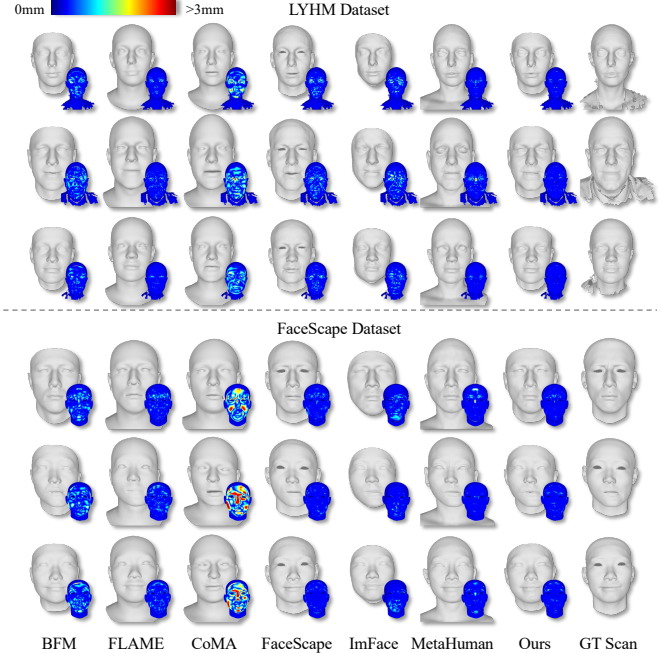 0mm >3mm LYHM Dataset
FaceScape Dataset
BFM FLAME CoMA FaceScape ImFace MetaHuman Ours GT Scan